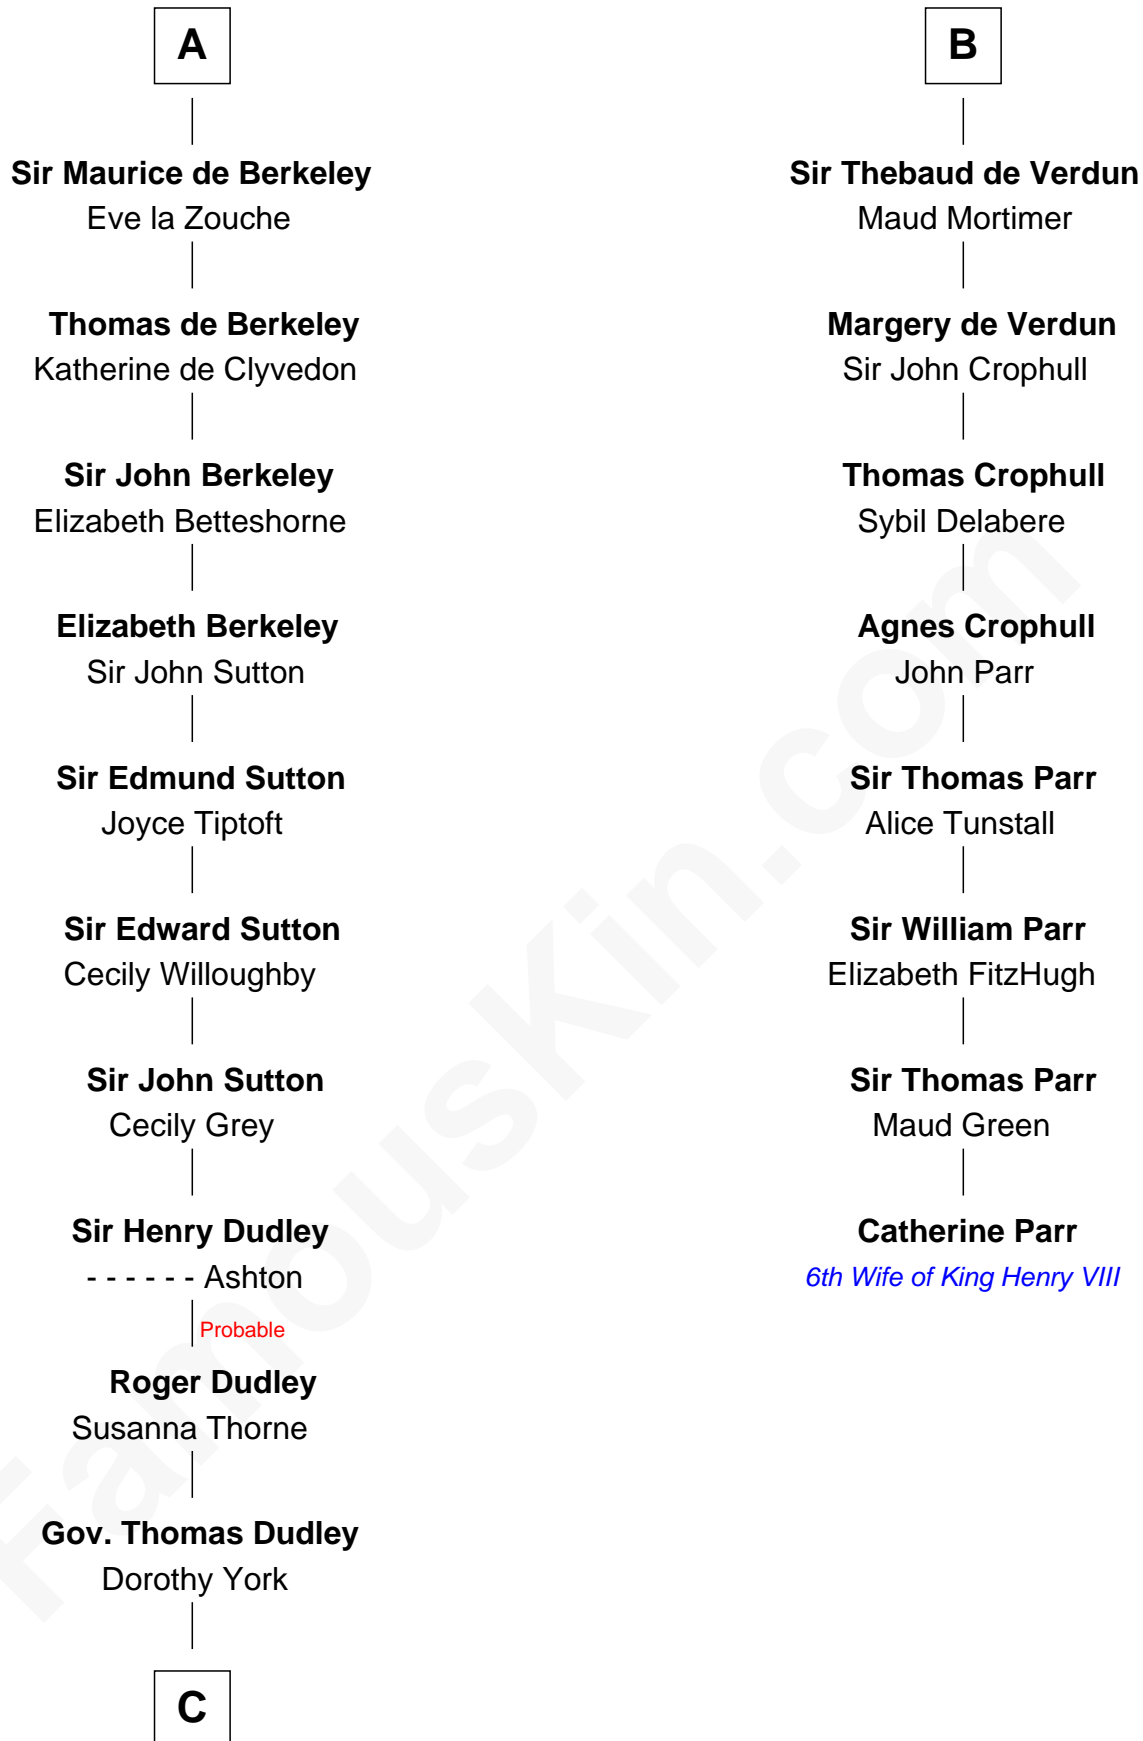 A
Sir Maurice de Berkeley
Eve la Zouche
Thomas de Berkeley
Katherine de Clyvedon
Sir John Berkeley
Elizabeth Betteshorne
Elizabeth Berkeley
Sir John Sutton
Sir Edmund Sutton
Joyce Tiptoft
Sir Edward Sutton
Cecily Willoughby
Sir John Sutton
Cecily Grey
Sir Henry Dudley
- - - - - - Ashton
Probable
Roger Dudley
Susanna Thorne
Gov. Thomas Dudley
Dorothy York
C
B
Sir Thebaud de Verdun
Maud Mortimer
Margery de Verdun
Sir John Crophull
Thomas Crophull
Sybil Delabere
Agnes Crophull
John Parr
Sir Thomas Parr
Alice Tunstall
Sir William Parr
Elizabeth FitzHugh
Sir Thomas Parr
Maud Green
Catherine Parr
6th Wife of King Henry VIII
FamousKin.com